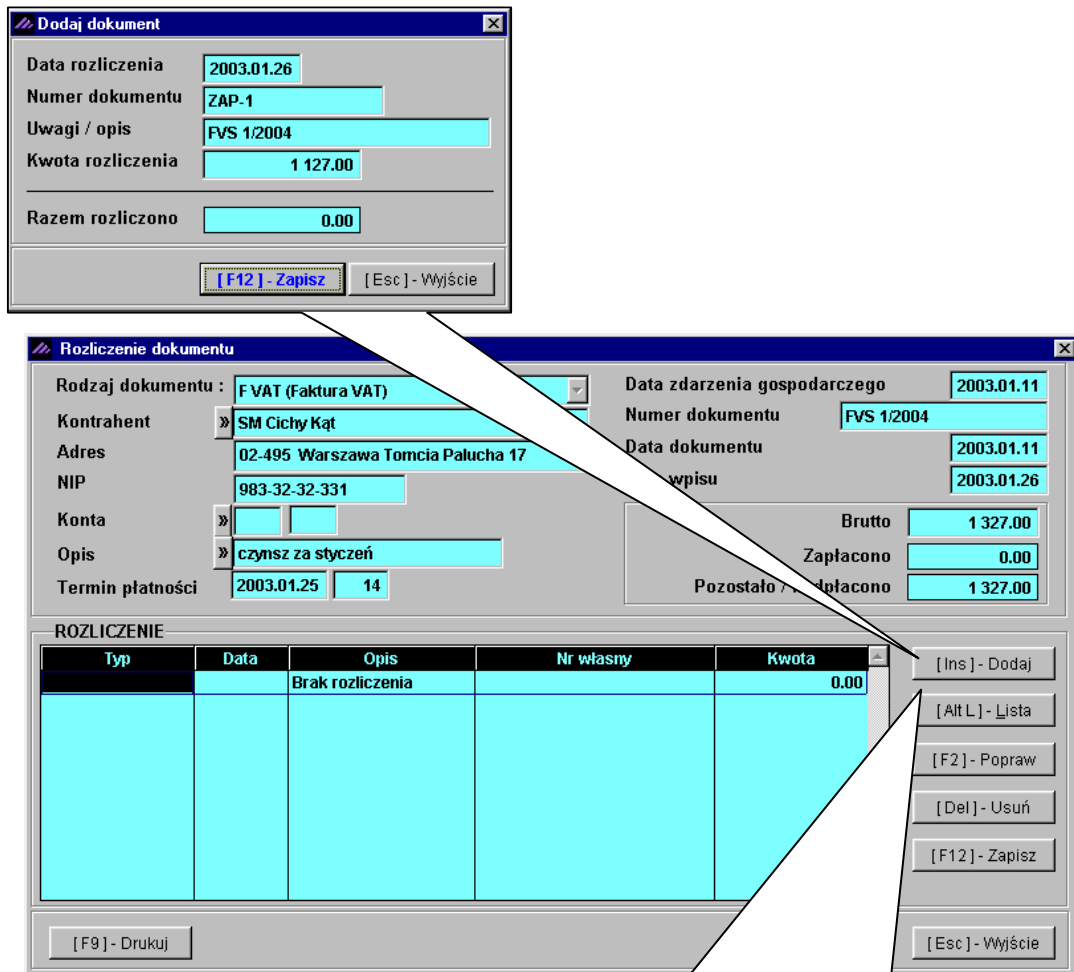 Dodaj dokument
Data rozliczenia 2003.01.26
Numer dokumentu ZAP-1
Uwagi / opis FVS 1/2004
Kwota rozliczenia 1 127.00
Razem rozliczono 0.00
[ F12 ] - Zapisz [ Esc ] - Wyjście
Rozliczenie dokumentu
Rodzaj dokumentu : F VAT (Faktura VAT)
Kontrahent » SM Cichy Kąt
Adres 02-495 Warszawa Tomcia Palucha 17
NIP 983-32-32-331
Konta »
Opis » czynsz za styczeń
Termin płatności 2003.01.25 14
Data zdarzenia gospodarczego 2003.01.11
Numer dokumentu FVS 1/2004
Data dokumentu 2003.01.11
wpisu 2003.01.26
Brutto 1 327.00
Zapłacono 0.00
Pozostało / dpłacono 1 327.00
ROZLICZENIE
Typ Data Opis Nr własny Kwota
Brak rozliczenia 0.00
[ Ins ] - Dodaj
[ Alt L ] - Lista
[ F2 ] - Popraw
[ Del ] - Usuń
[ F12 ] - Zapisz
[ F9 ] - Drukuj [ Esc ] - Wyjście